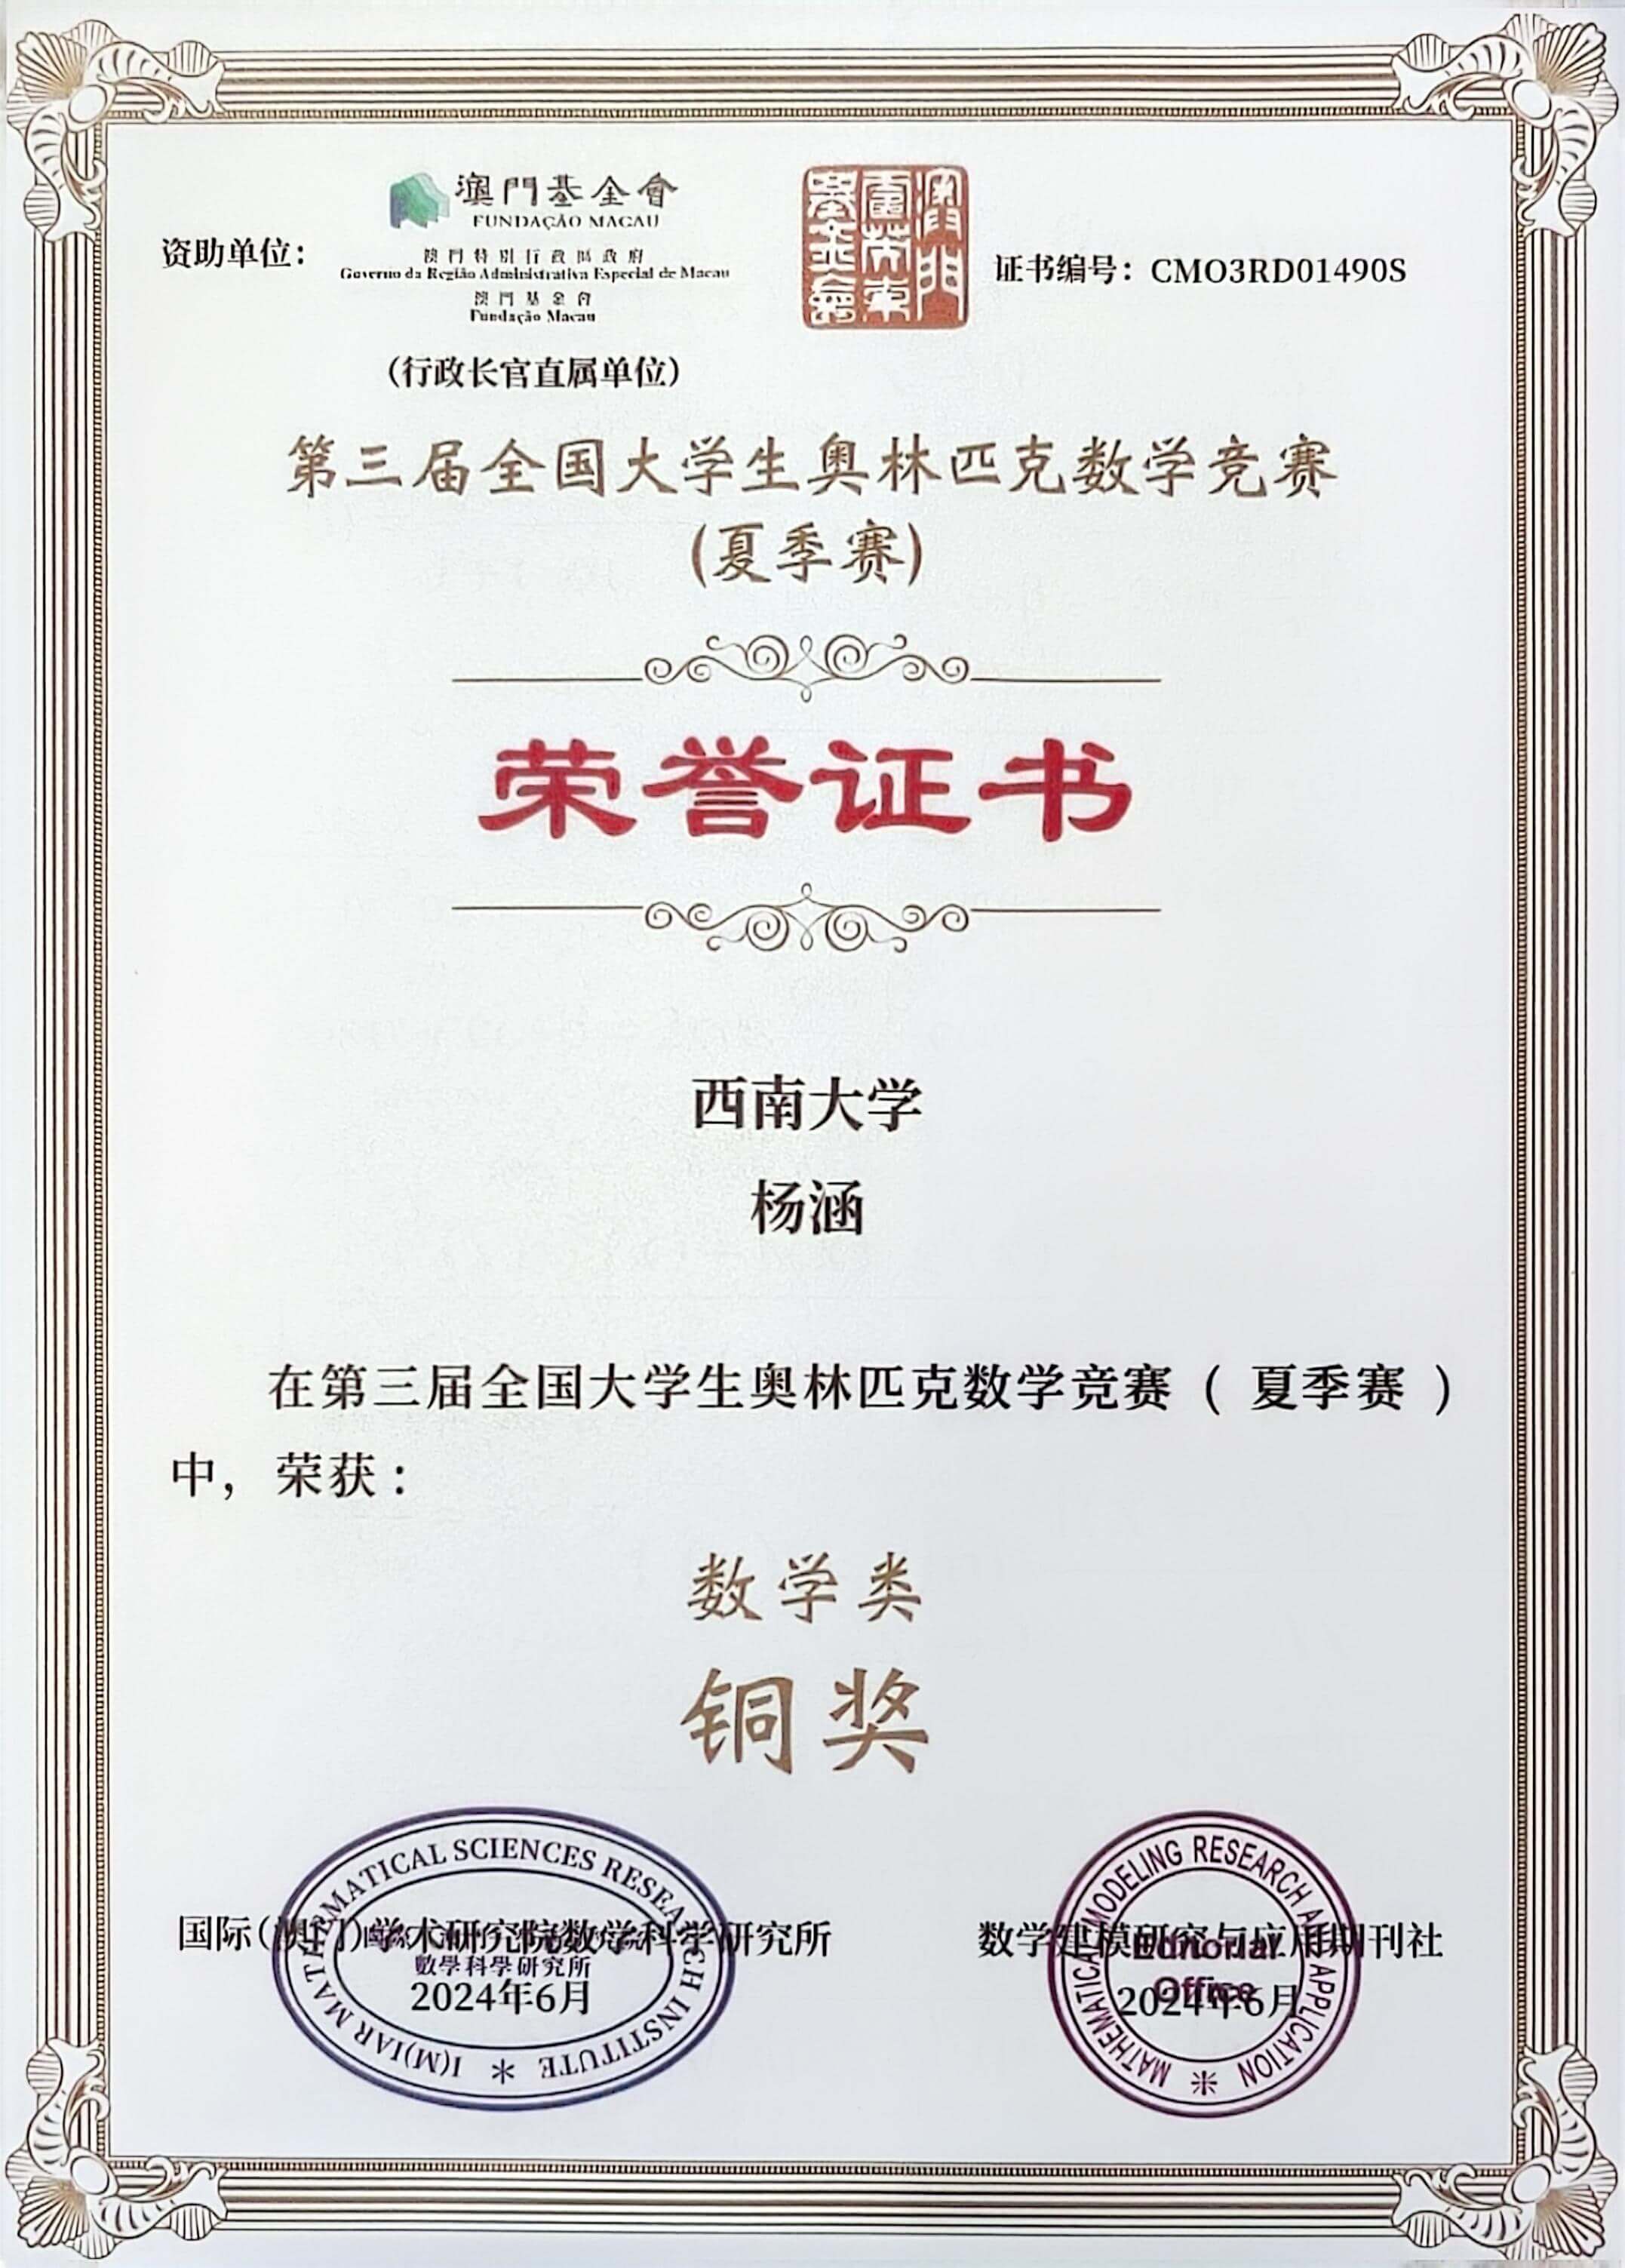 资助单位：
澳門基金會
FUNDAÇÃO MACAU
澳門特別行政區政府
Governo da Região Administrativa Especial de Macau
澳門基金會
Fundação Macau
（行政长官直属单位）
证书编号：CMO3RD01490S
第三届全国大学生奥林匹克数学竞赛
(夏季赛)
荣誉证书
西南大学
杨涵
在第三届全国大学生奥林匹克数学竞赛（夏季赛）
中，荣获：
数学类
铜奖
国际(澳门)学术研究院数学科学研究所
2024年6月
I(M)IAR MATHEMATICAL SCIENCES RESEARCH INSTITUTE
數學科學研究所
数学建模研究与应用期刊社
2024年6月
MATHEMATICAL MODELING RESEARCH AND APPLICATION
Editorial
Office